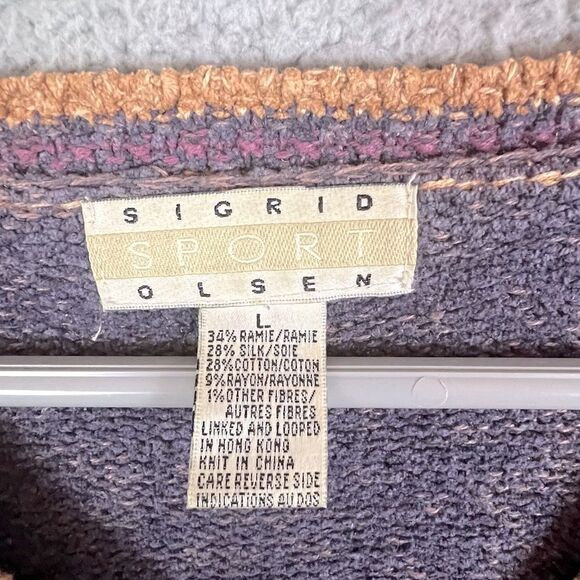 SIGRID
SPORT
OLSEN
L
34% RAMIE/RAMIE
28% SILK/SOIE
28% COTTON/COTON
9% RAYON/RAYONNE
1% OTHER FIBRES/
AUTRES FIBRES
LINKED AND LOOPED
IN HONG KONG
KNIT IN CHINA
CARE REVERSE SIDE
INDICATIONS AU DOS